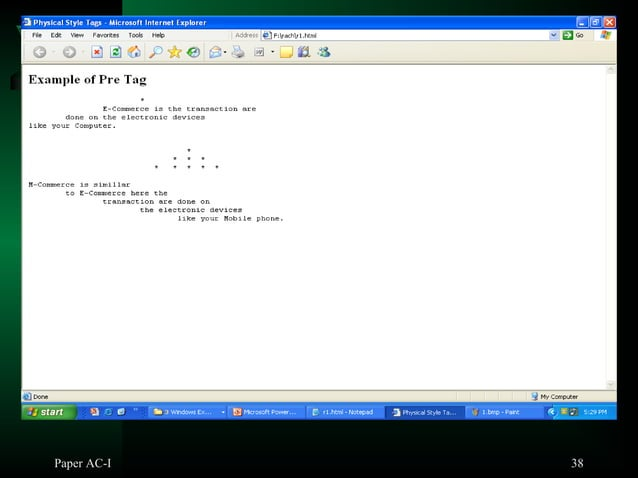 Physical Style Tags - Microsoft Internet Explorer
File Edit View Favorites Tools Help Address F:\rachl\r1.html Go
Example of Pre Tag
*
E-Commerce is the transaction are
done on the electronic devices
like your Computer.
*
* * *
* * * * *
M-Commerce is simillar
to E-Commerce here the
transaction are done on
the electronic devices
like your Mobile phone.
Done My Computer
start 3 Windows Ex... Microsoft Power... r1.html - Notepad Physical Style Ta... 1.bmp - Paint 5:29 PM
Paper AC-I 38